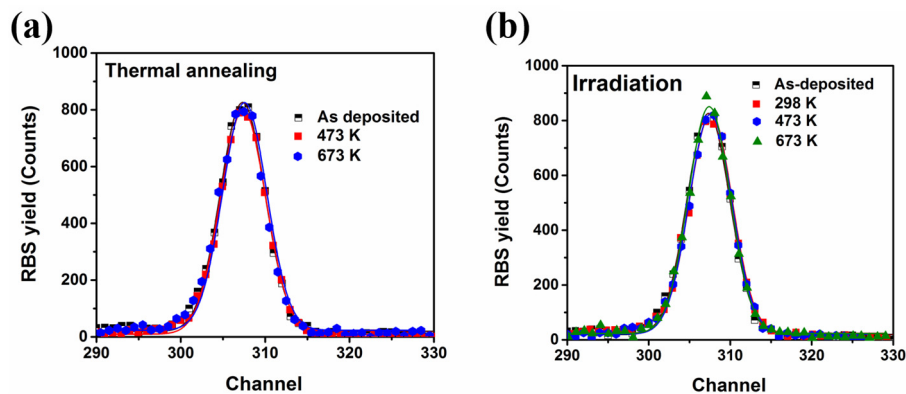 (a)
Thermal annealing
As deposited
473 K
673 K
1000
800
600
400
200
0
290
300
310
320
330
RBS yield (Counts)
Channel
(b)
Irradiation
As-deposited
298 K
473 K
673 K
1000
800
600
400
200
0
290
300
310
320
330
RBS yield (Counts)
Channel